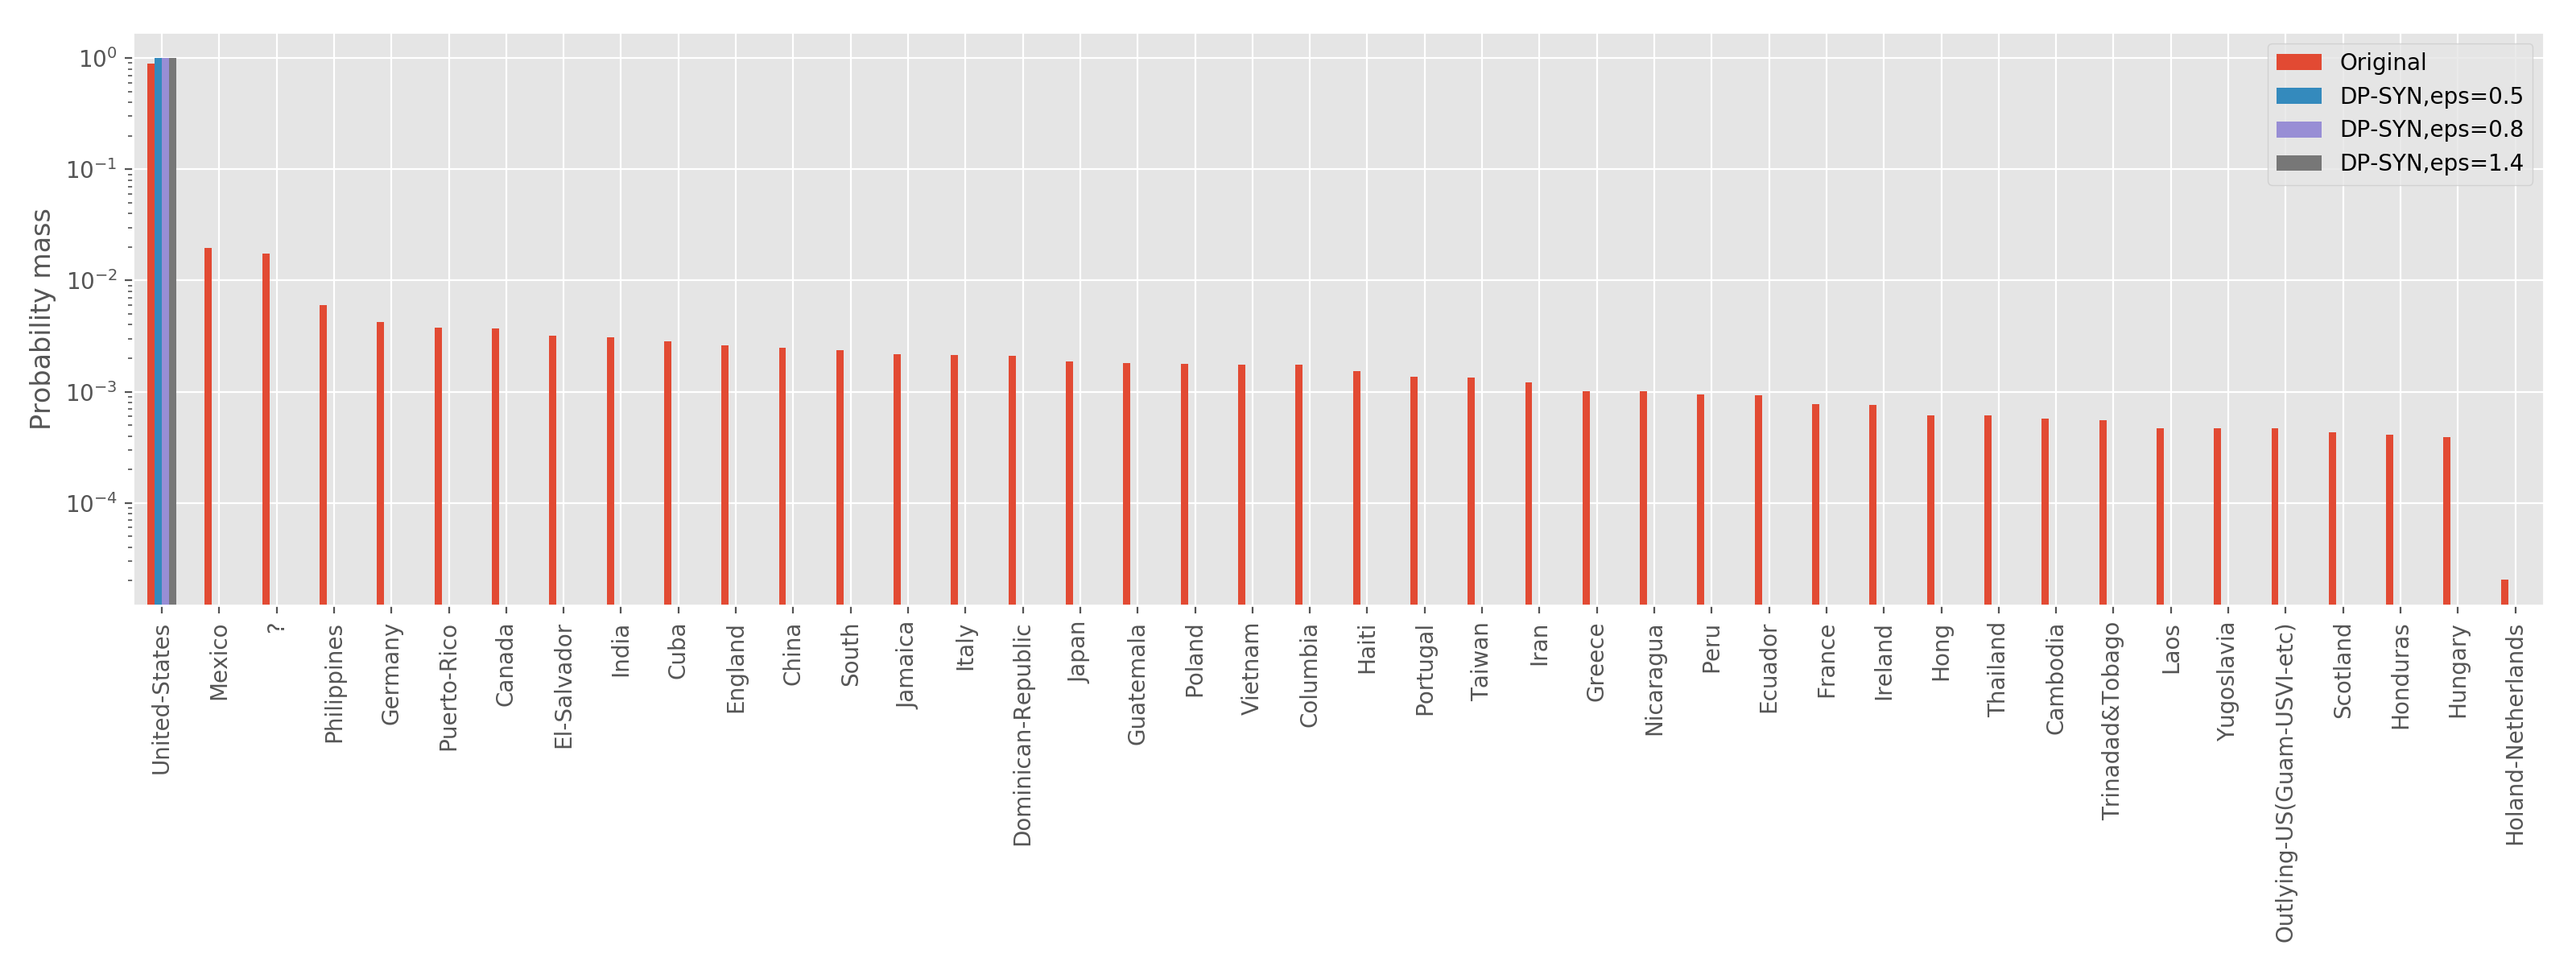 Probability mass
10⁰
10⁻¹
10⁻²
10⁻³
10⁻⁴
Original
DP-SYN,eps=0.5
DP-SYN,eps=0.8
DP-SYN,eps=1.4
United-States
Mexico
?
Philippines
Germany
Puerto-Rico
Canada
El-Salvador
India
Cuba
England
China
South
Jamaica
Italy
Dominican-Republic
Japan
Guatemala
Poland
Vietnam
Columbia
Haiti
Portugal
Taiwan
Iran
Greece
Nicaragua
Peru
Ecuador
France
Ireland
Hong
Thailand
Cambodia
Trinadad&Tobago
Laos
Yugoslavia
Outlying-US(Guam-USVI-etc)
Scotland
Honduras
Hungary
Holand-Netherlands